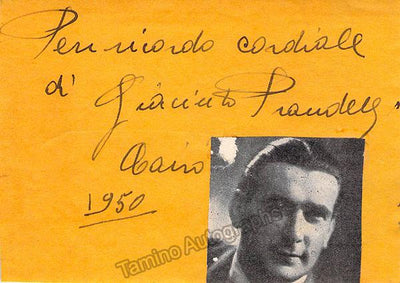 Per ricordo cordiale
di Giacinto Prandelli
Cairo
1950
Tamino Autographs